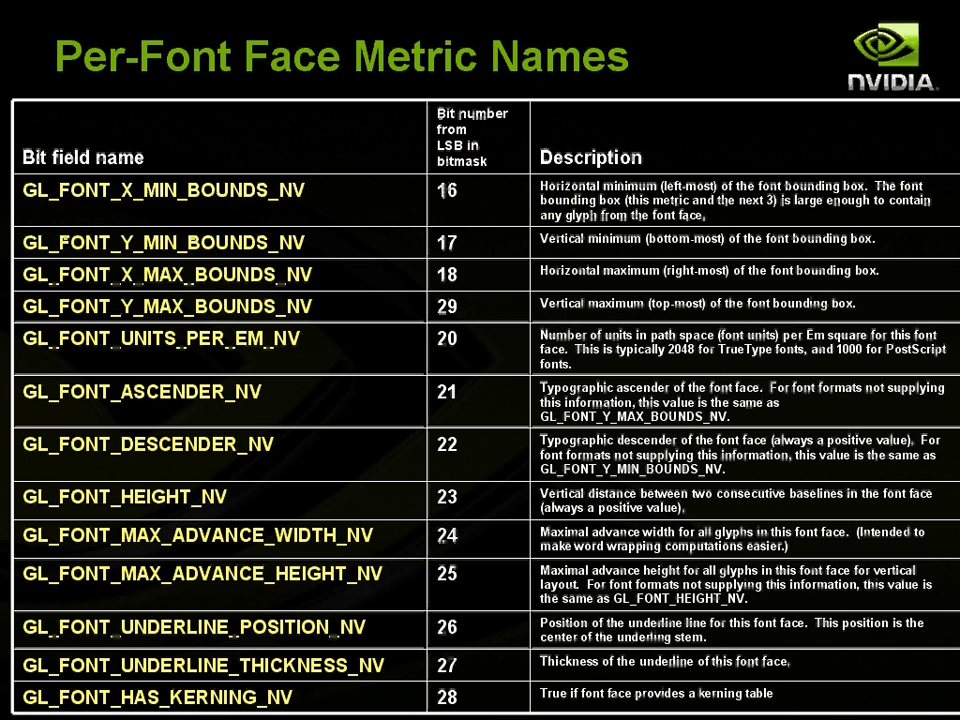 Per-Font Face Metric Names
NVIDIA.
Bit field name
Bit number
from
LSB in
bitmask
Description
GL_FONT_X_MIN_BOUNDS_NV
16
Horizontal minimum (left-most) of the font bounding box. The font
bounding box (this metric and the next 3) is large enough to contain
any glyph from the font face.
GL_FONT_Y_MIN_BOUNDS_NV
17
Vertical minimum (bottom-most) of the font bounding box.
GL_FONT_X_MAX_BOUNDS_NV
18
Horizontal maximum (right-most) of the font bounding box.
GL_FONT_Y_MAX_BOUNDS_NV
29
Vertical maximum (top-most) of the font bounding box.
GL_FONT_UNITS_PER_EM_NV
20
Number of units in path space (font units) per Em square for this font
face. This is typically 2048 for TrueType fonts, and 1000 for PostScript
fonts.
GL_FONT_ASCENDER_NV
21
Typographic ascender of the font face. For font formats not supplying
this information, this value is the same as
GL_FONT_Y_MAX_BOUNDS_NV.
GL_FONT_DESCENDER_NV
22
Typographic descender of the font face (always a positive value). For
font formats not supplying this information, this value is the same as
GL_FONT_Y_MIN_BOUNDS_NV.
GL_FONT_HEIGHT_NV
23
Vertical distance between two consecutive baselines in the font face
(always a positive value).
GL_FONT_MAX_ADVANCE_WIDTH_NV
24
Maximal advance width for all glyphs in this font face. (Intended to
make word wrapping computations easier.)
GL_FONT_MAX_ADVANCE_HEIGHT_NV
25
Maximal advance height for all glyphs in this font face for vertical
layout. For font formats not supplying this information, this value is
the same as GL_FONT_HEIGHT_NV.
GL_FONT_UNDERLINE_POSITION_NV
26
Position of the underline line for this font face. This position is the
center of the underling stem.
GL_FONT_UNDERLINE_THICKNESS_NV
27
Thickness of the underline of this font face.
GL_FONT_HAS_KERNING_NV
28
True if font face provides a kerning table